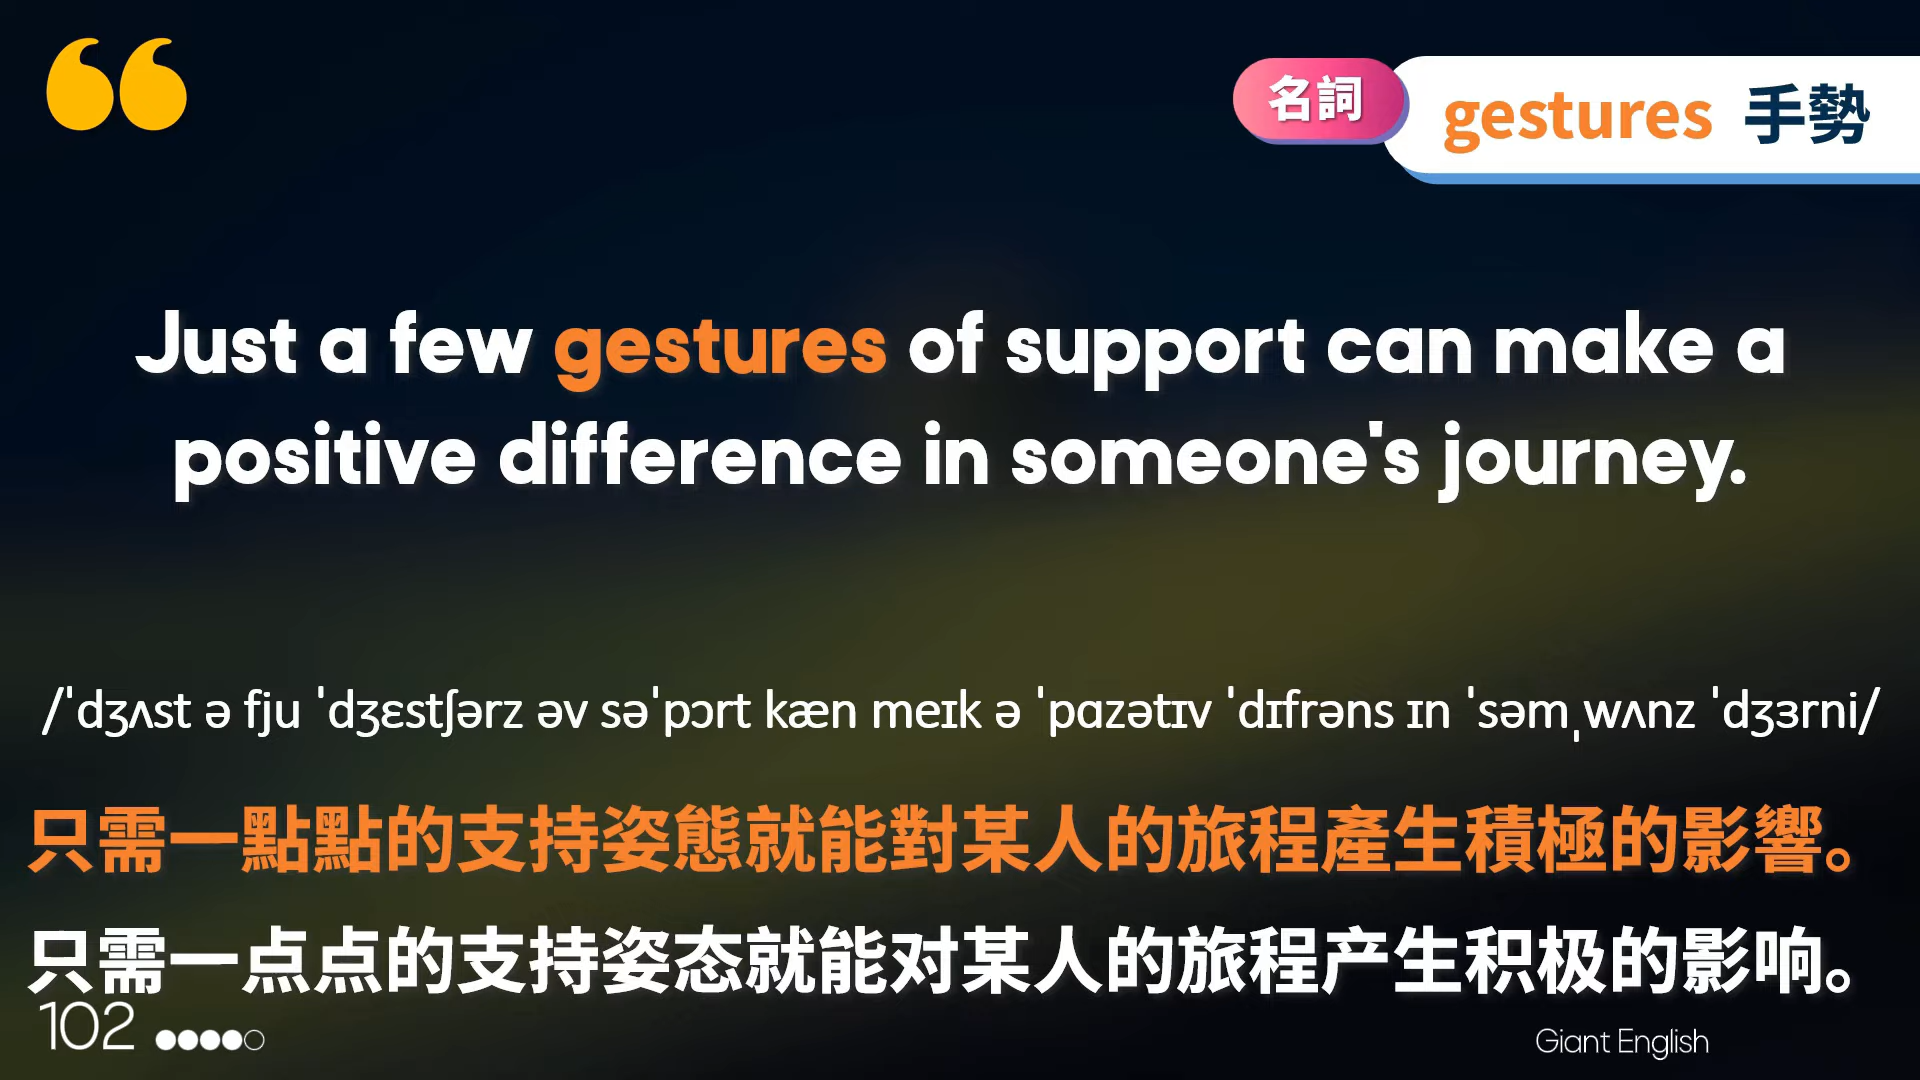 名詞
gestures 手勢
Just a few gestures of support can make a
positive difference in someone's journey.
/ˈdʒʌst ə fju ˈdʒɛstʃərz əv səˈpɔrt kæn meɪk ə ˈpɑzətɪv ˈdɪfrəns ɪn ˈsəmˌwʌnz ˈdʒɜrni/
只需一點點的支持姿態就能對某人的旅程產生積極的影響。
只需一点点的支持姿态就能对某人的旅程产生积极的影响。
102
Giant English